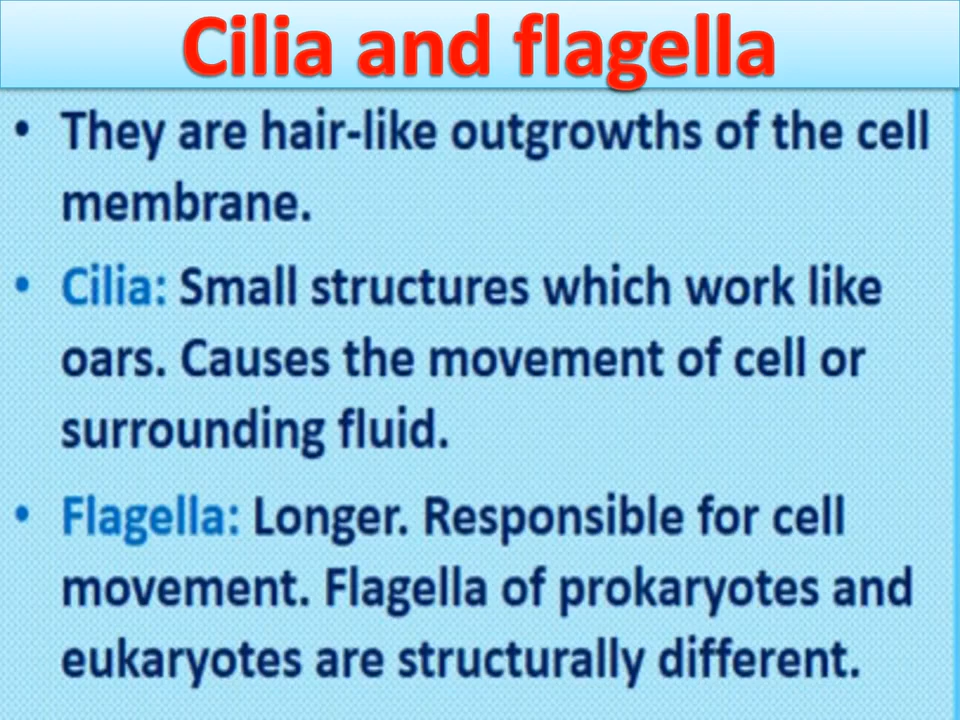 Cilia and flagella
• They are hair-like outgrowths of the cell
membrane.
• Cilia: Small structures which work like
oars. Causes the movement of cell or
surrounding fluid.
• Flagella: Longer. Responsible for cell
movement. Flagella of prokaryotes and
eukaryotes are structurally different.